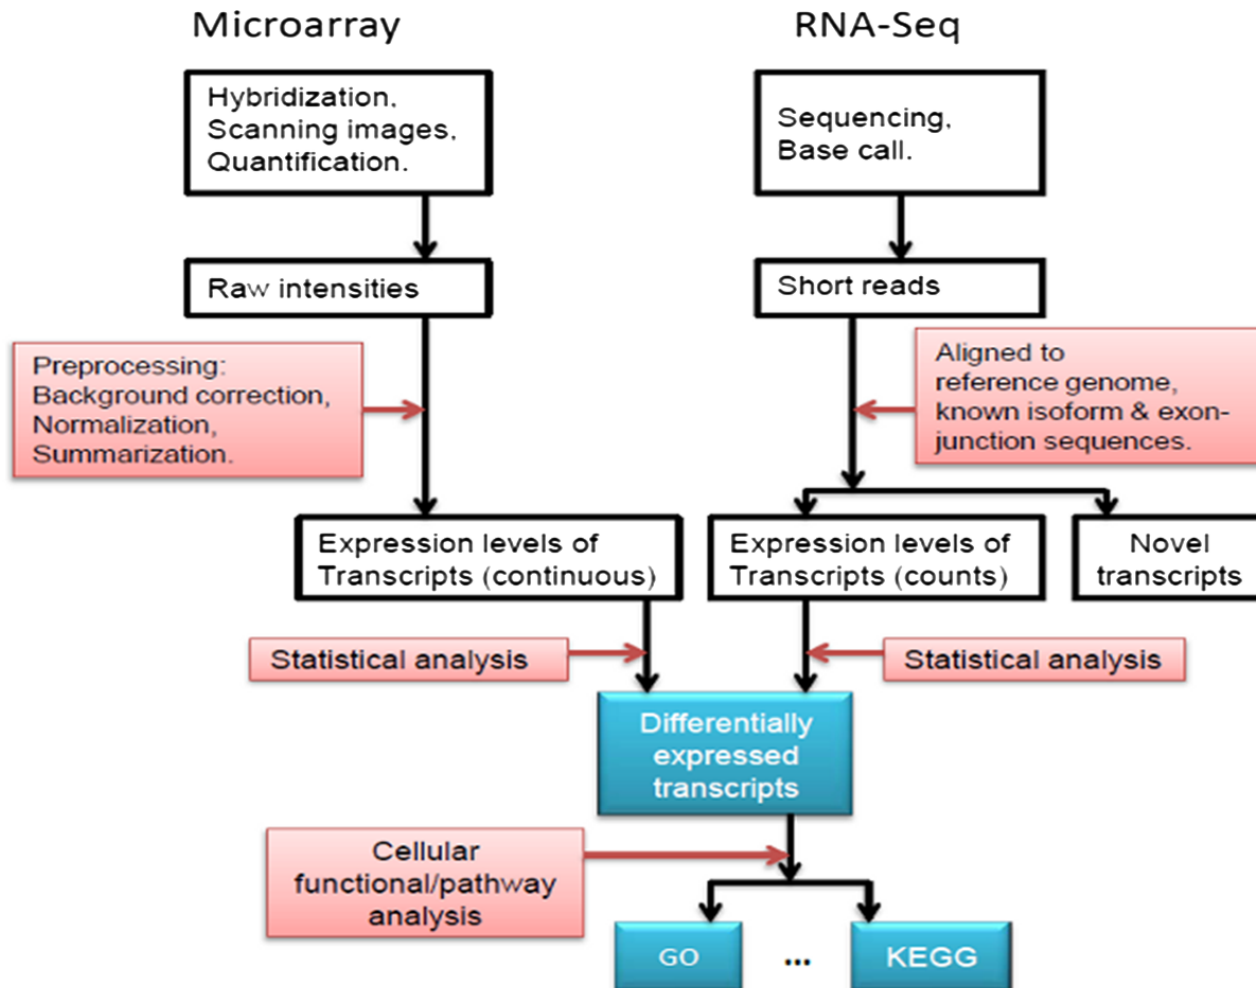 Microarray
RNA-Seq
Hybridization,
Scanning images,
Quantification.
Sequencing,
Base call.
Raw intensities
Short reads
Preprocessing:
Background correction,
Normalization,
Summarization.
Aligned to
reference genome,
known isoform & exon-
junction sequences.
Expression levels of
Transcripts (continuous)
Expression levels of
Transcripts (counts)
Novel
transcripts
Statistical analysis
Statistical analysis
Differentially
expressed
transcripts
Cellular
functional/pathway
analysis
GO
...
KEGG